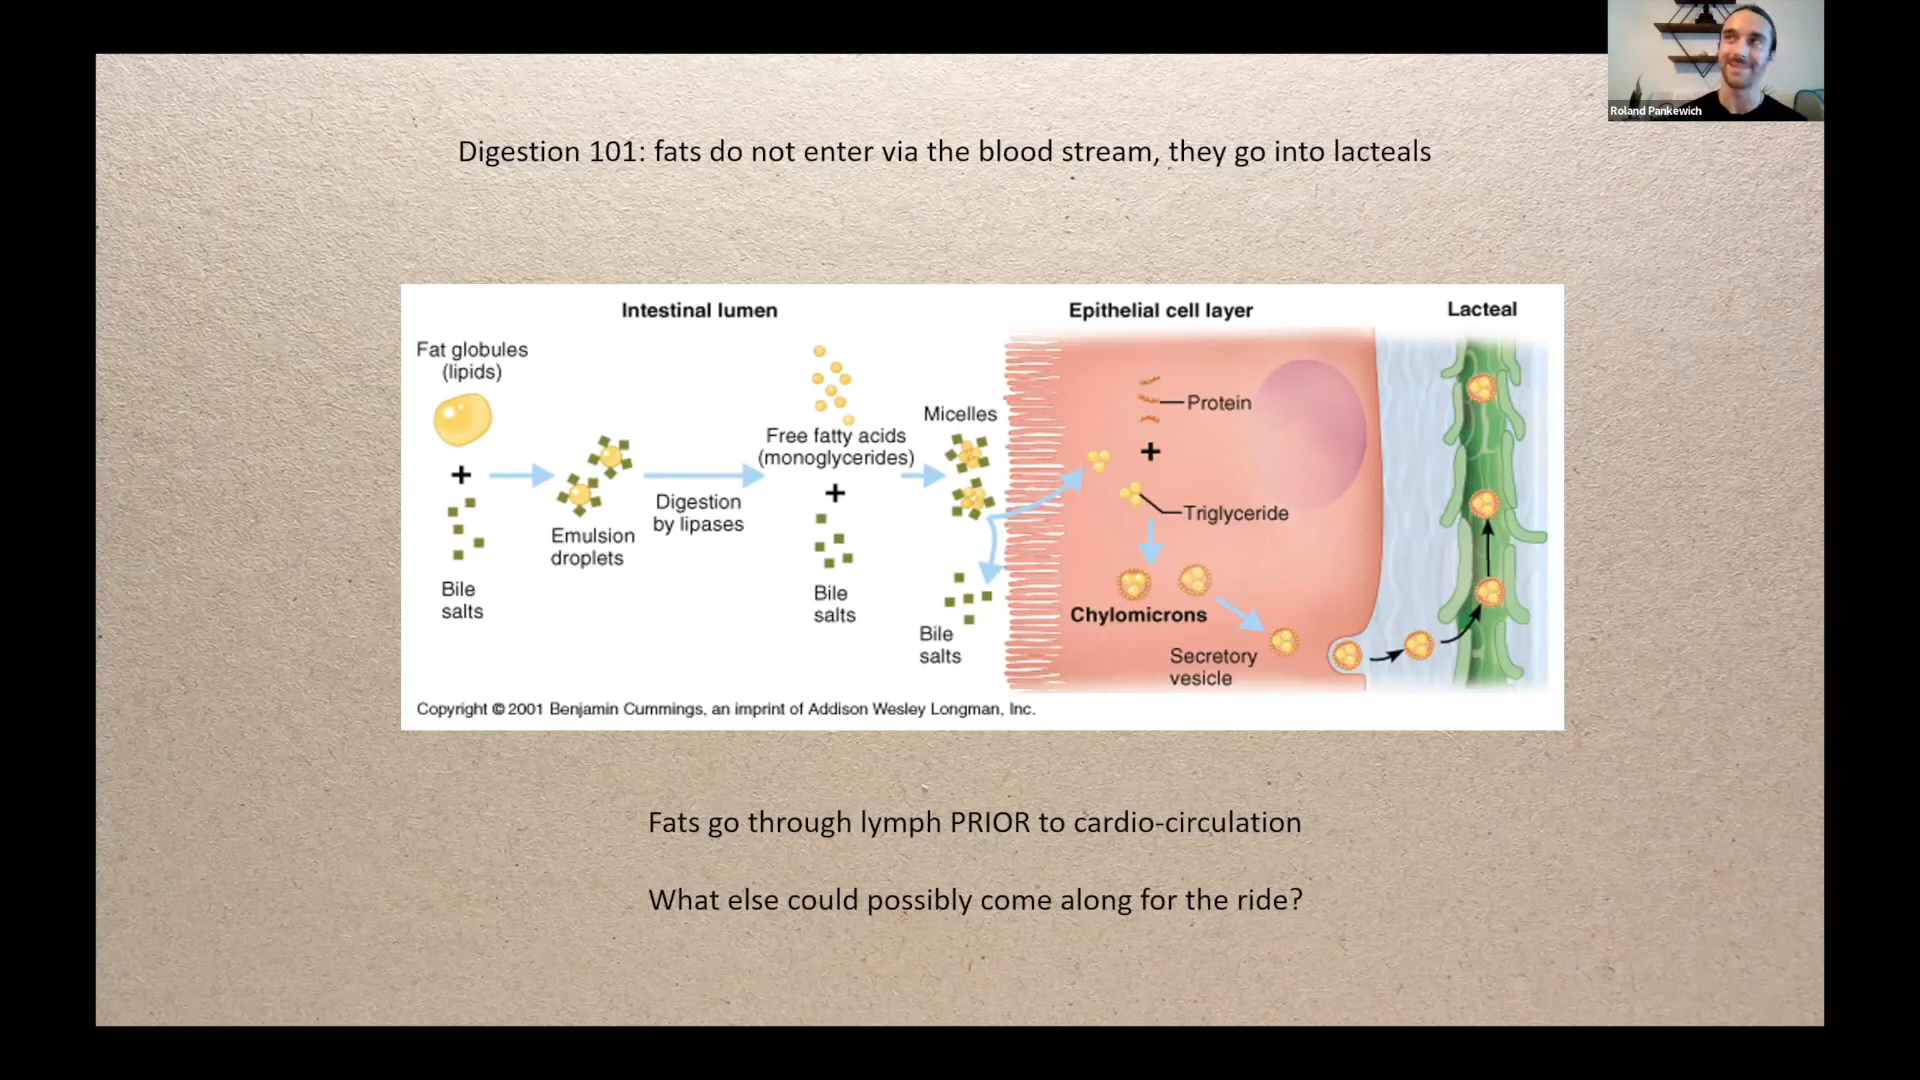 Roland Pankewich
Digestion 101: fats do not enter via the blood stream, they go into lacteals
Intestinal lumen
Epithelial cell layer
Lacteal
Fat globules
(lipids)
+
Bile
salts
Emulsion
droplets
Digestion
by lipases
Free fatty acids
(monoglycerides)
+
Bile
salts
Micelles
Bile
salts
Protein
+
Triglyceride
Chylomicrons
Secretory
vesicle
Copyright © 2001 Benjamin Cummings, an imprint of Addison Wesley Longman, Inc.
Fats go through lymph PRIOR to cardio-circulation
What else could possibly come along for the ride?